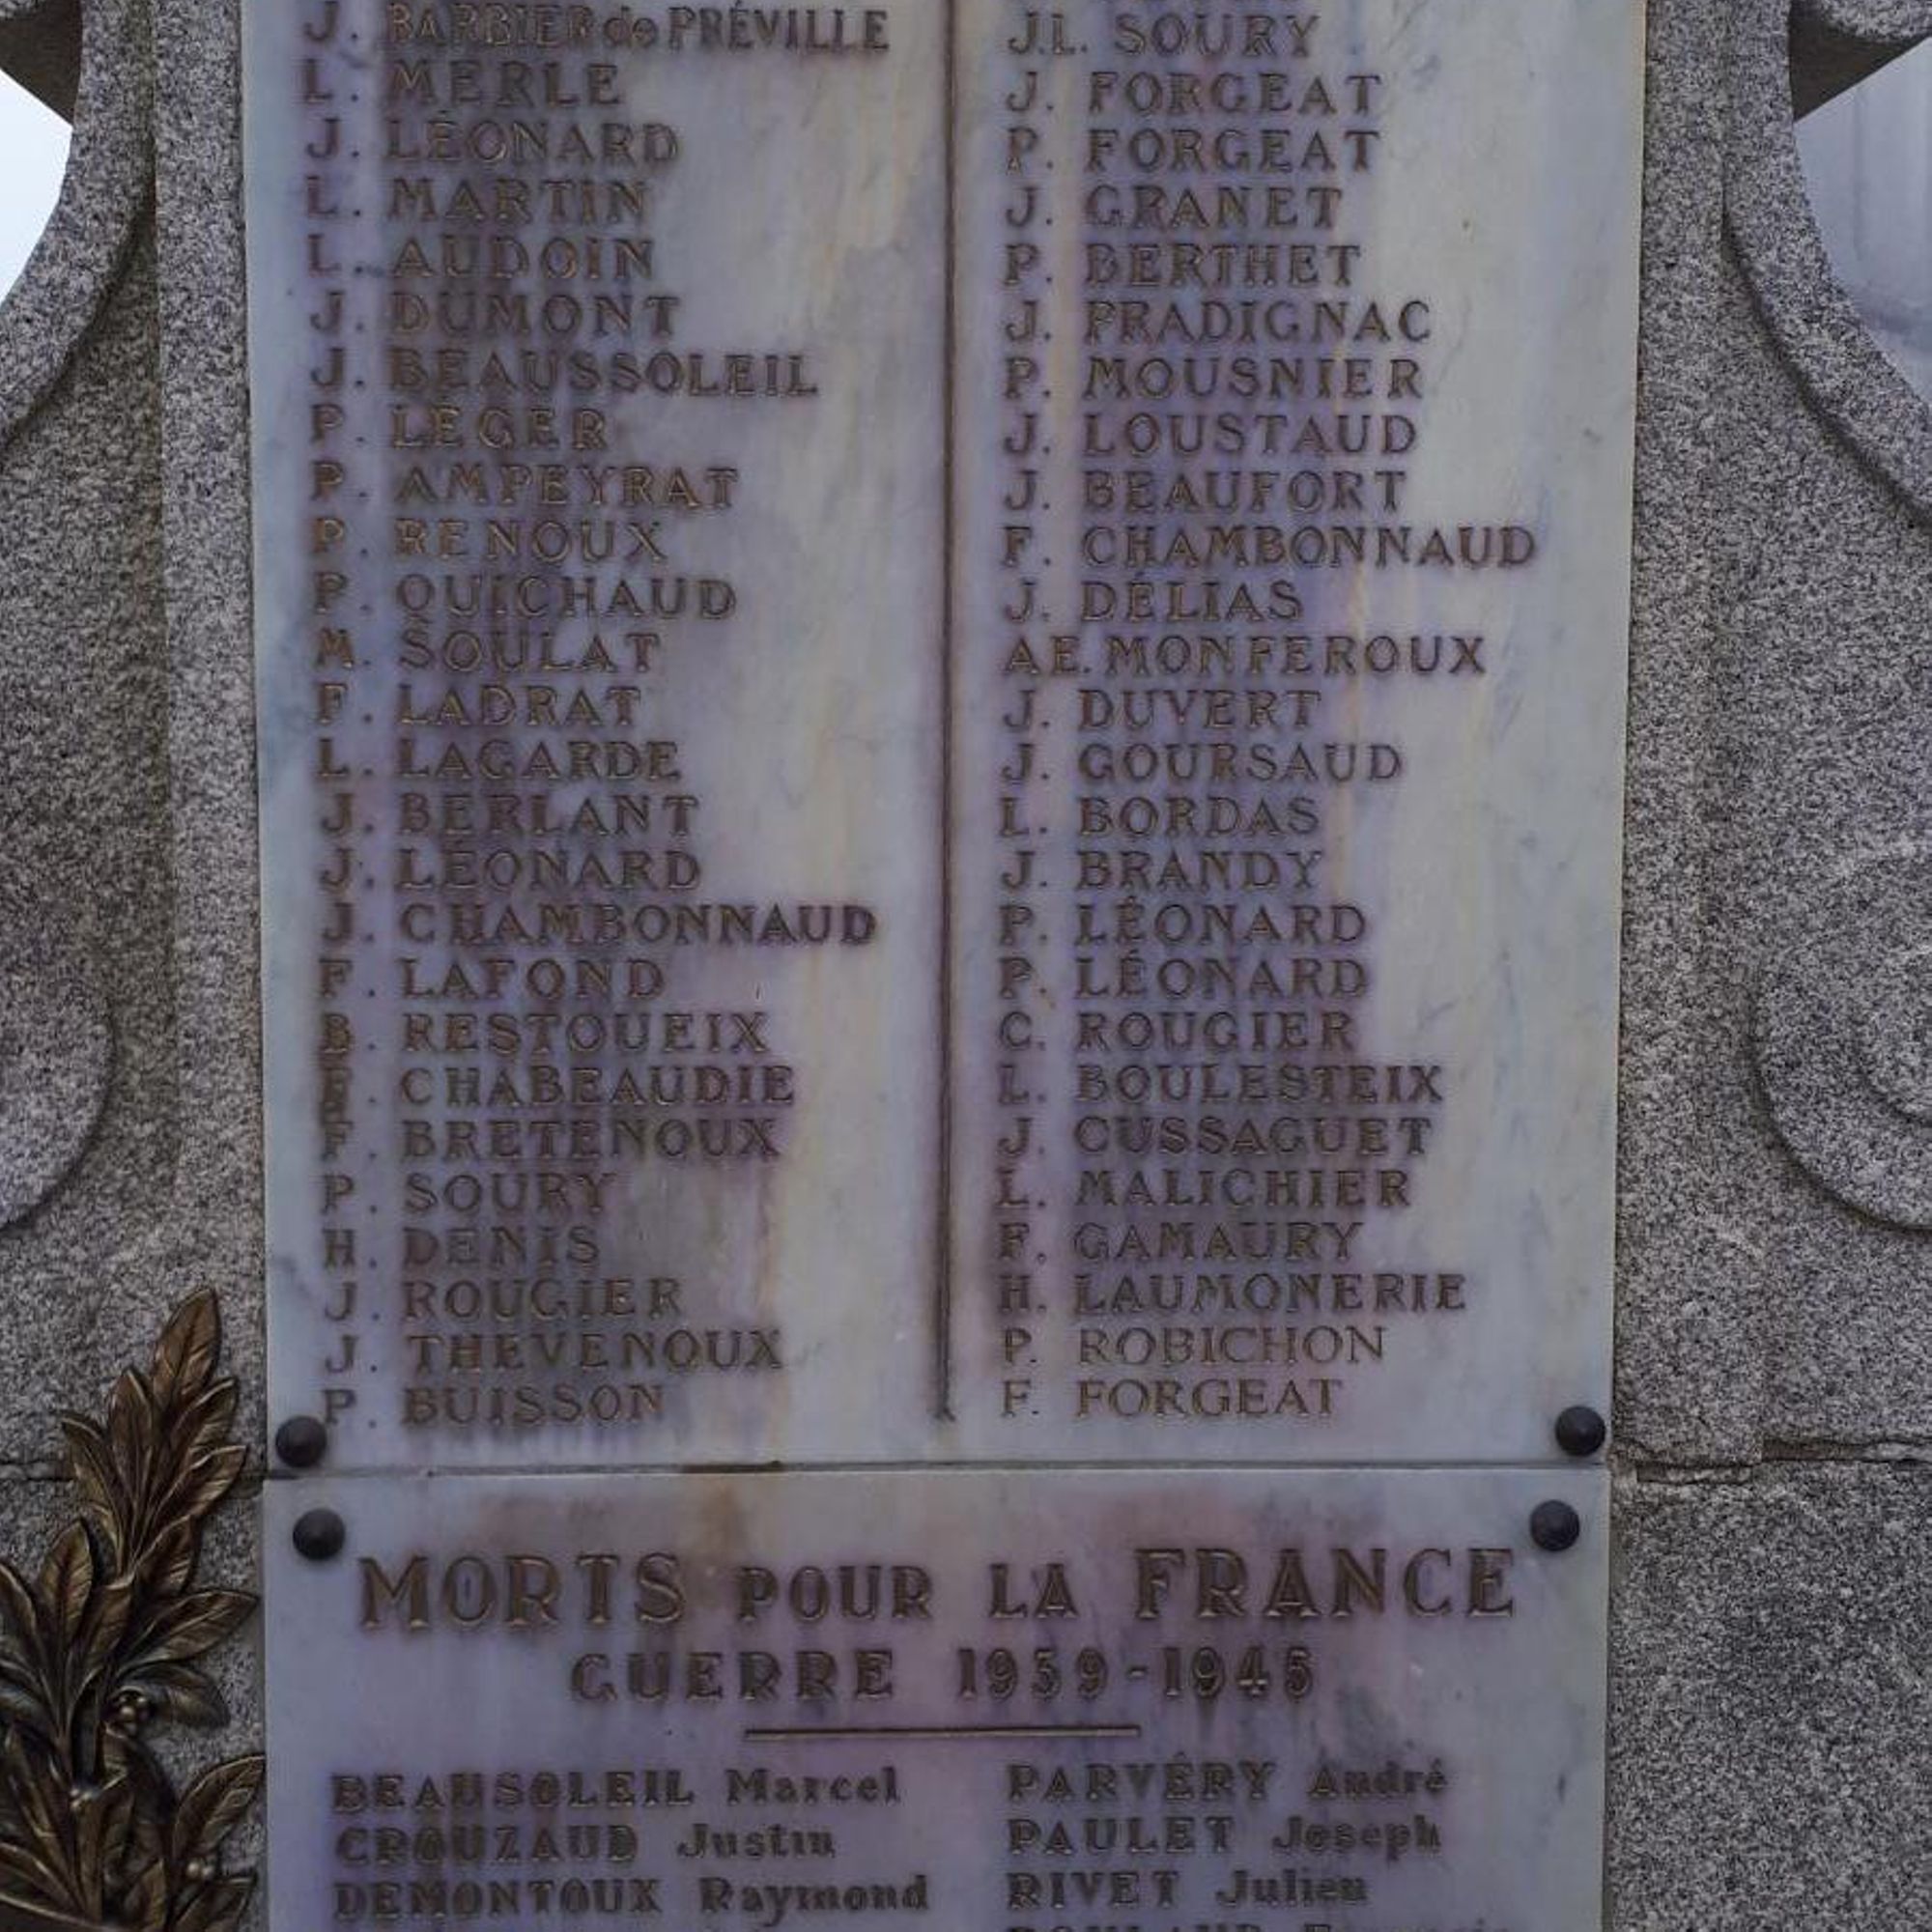 J. BARBIER de PRÉVILLE
L. MERLE
J. LÉONARD
L. MARTIN
L. AUDOIN
J. DUMONT
J. BEAUSSOLEIL
P. LÉGER
P. AMPEYRAT
P. RENOUX
P. QUICHAUD
M. SOULAT
F. LADRAT
L. LAGARDE
J. BERLANT
J. LÉONARD
J. CHAMBONNAUD
F. LAFOND
B. RESTOUEIX
F. CHABEAUDIE
F. BRETENOUX
P. SOURY
H. DENIS
J. ROUGIER
J. THEVENOUX
P. BUISSON
J.L. SOURY
J. FORGEAT
P. FORGEAT
J. GRANET
P. BERTHET
J. PRADIGNAC
P. MOUSNIER
J. LOUSTAUD
J. BEAUFORT
F. CHAMBONNAUD
J. DÉLIAS
AE. MONFEROUX
J. DUVERT
J. GOURSAUD
L. BORDAS
J. BRANDY
P. LÉONARD
P. LÉONARD
C. ROUGIER
L. BOULESTEIX
J. CUSSAGUET
L. MALICHIER
F. GAMAURY
H. LAUMONERIE
P. ROBICHON
F. FORGEAT
MORTS POUR LA FRANCE
GUERRE 1939-1945
BEAUSOLEIL Marcel
CROUZAUD Justin
DEMONTOUX Raymond
PARVÉRY André
PAULET Joseph
RIVET Julien